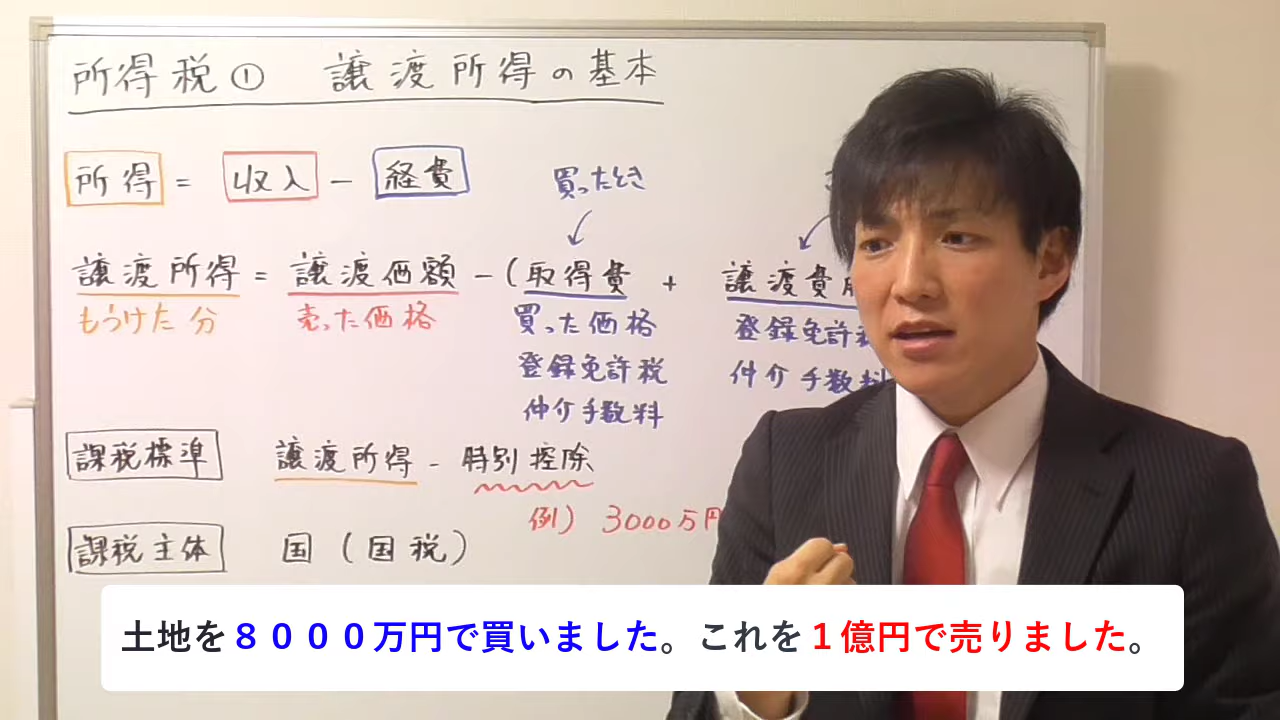 所得税① 譲渡所得の基本
所得 = 収入 - 経費
買ったとき
譲渡所得 = 譲渡価額 - (取得費 + 譲渡費
もうけた分 売った価格 買った価格 登録免許
登録免許税 仲介手数料
仲介手数料
課税標準 譲渡所得 - 特別控除
例) 3000万円
課税主体 国(国税)
土地を8000万円で買いました。これを1億円で売りました。